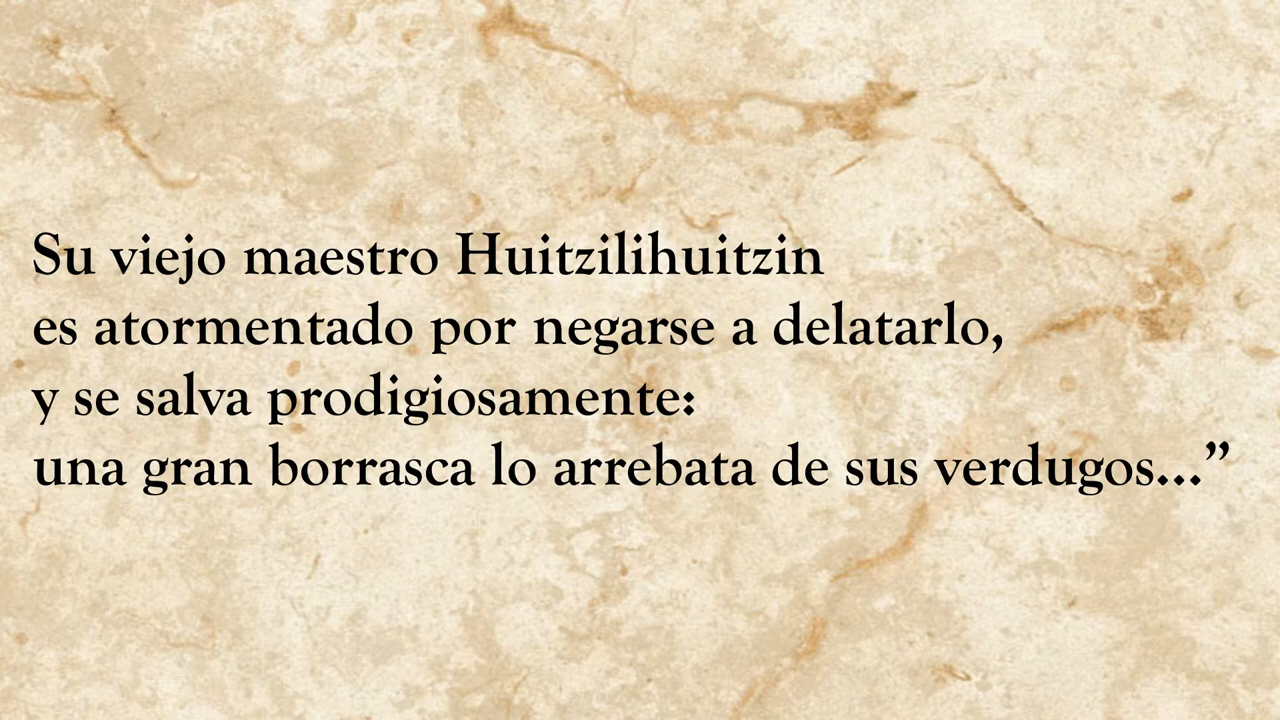 Su viejo maestro Huitzilihuitzin
es atormentado por negarse a delatarlo,
y se salva prodigiosamente:
una gran borrasca lo arrebata de sus verdugos...”